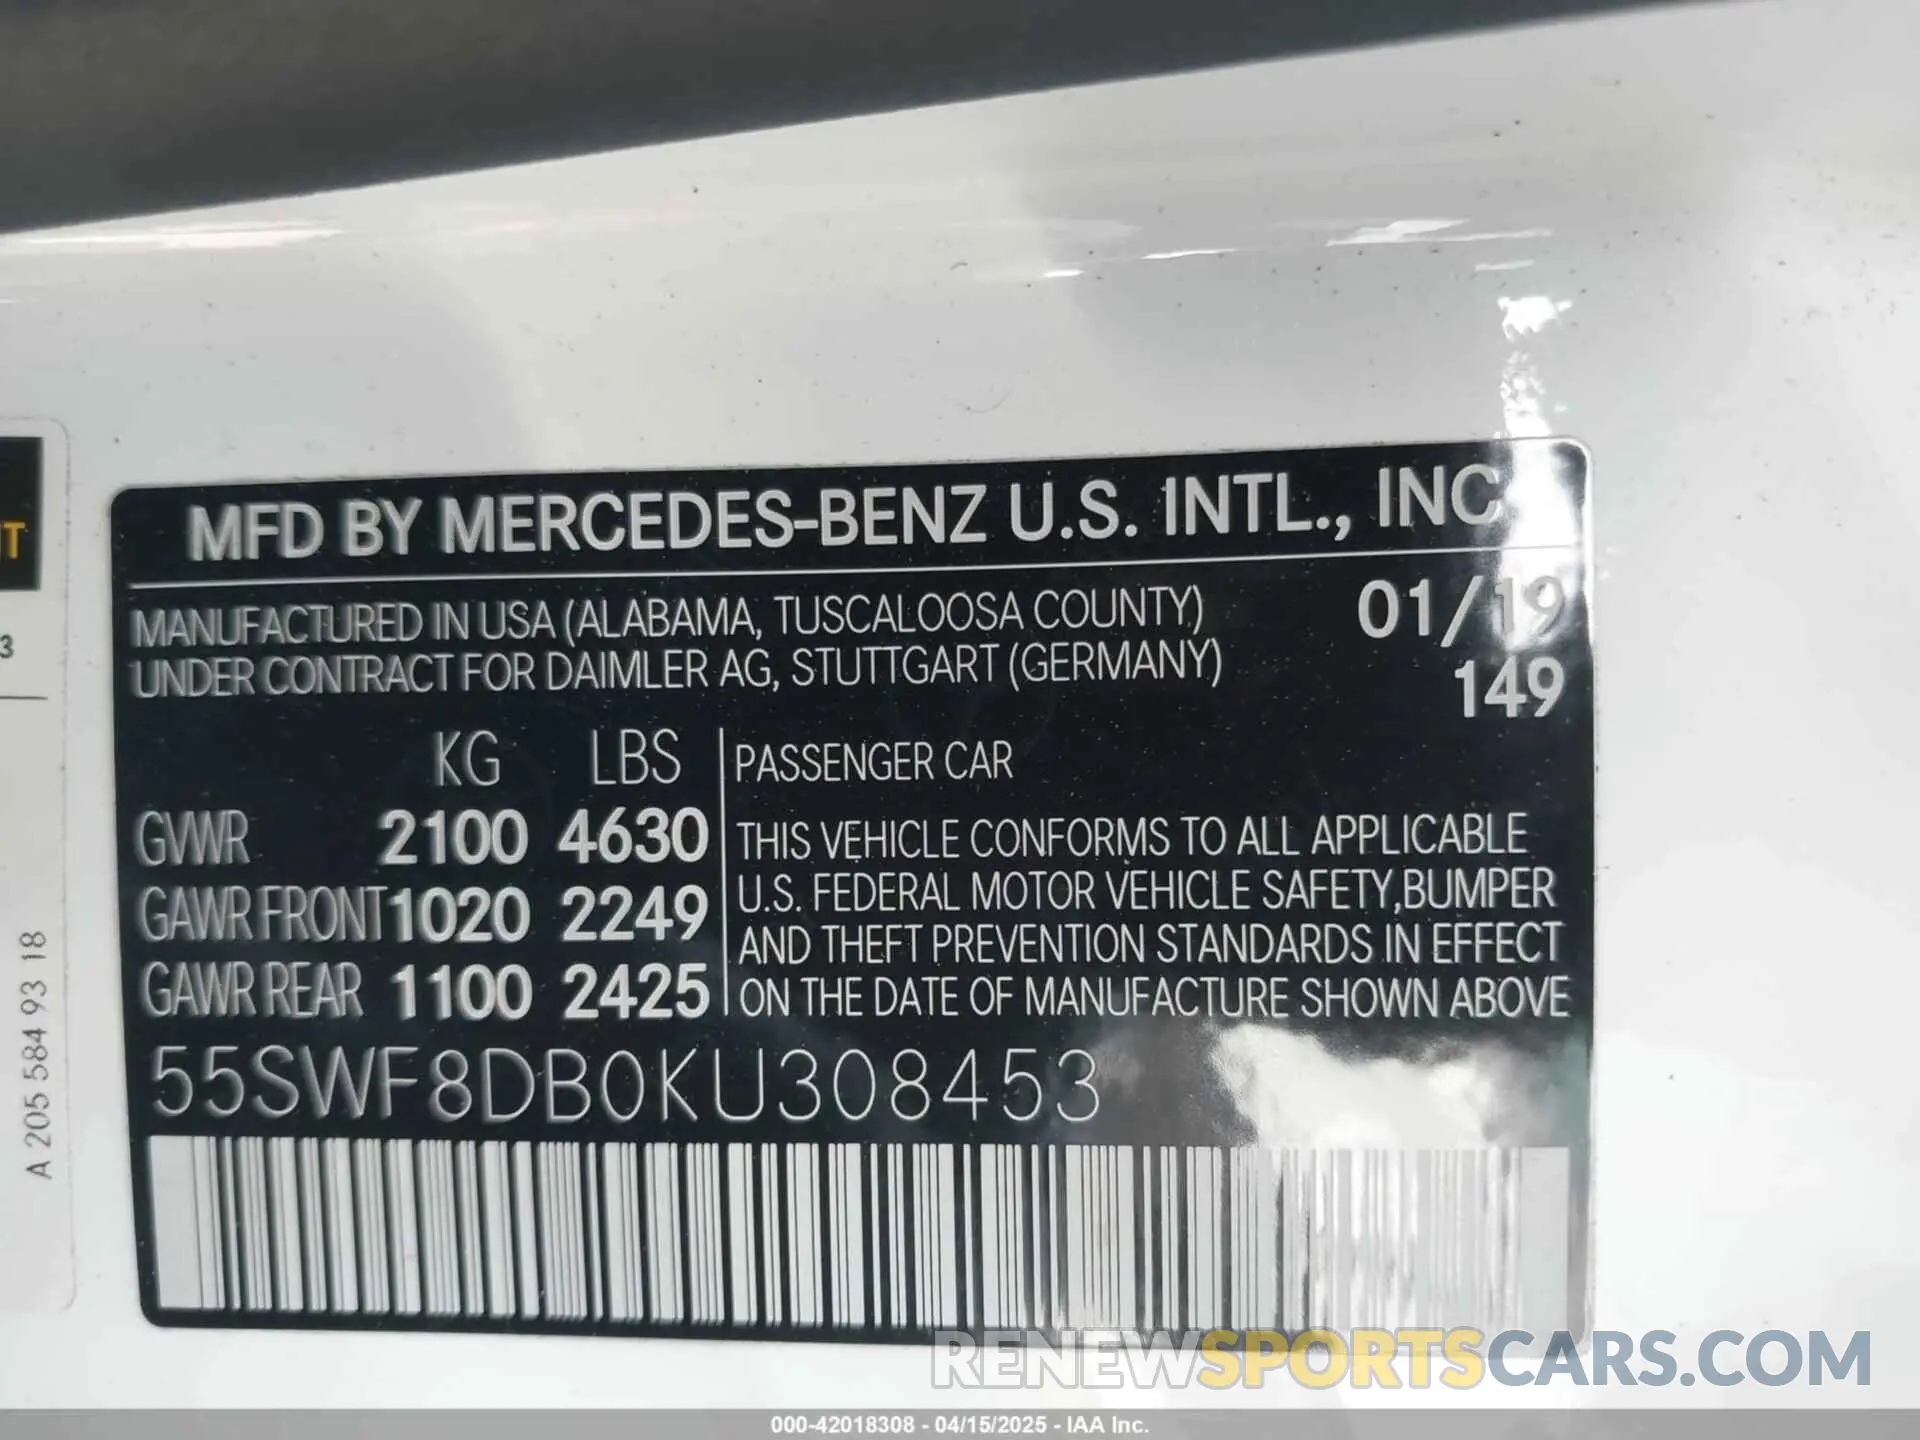 MFD BY MERCEDES-BENZ U.S. INTL., INC
MANUFACTURED IN USA (ALABAMA, TUSCALOOSA COUNTY) 01/19
UNDER CONTRACT FOR DAIMLER AG, STUTTGART (GERMANY) 149
KG LBS
GVWR 2100 4630
GAWR FRONT 1020 2249
GAWR REAR 1100 2425
PASSENGER CAR
THIS VEHICLE CONFORMS TO ALL APPLICABLE
U.S. FEDERAL MOTOR VEHICLE SAFETY, BUMPER
AND THEFT PREVENTION STANDARDS IN EFFECT
ON THE DATE OF MANUFACTURE SHOWN ABOVE
55SWF8DB0KU308453
A 205 584 93 18
3
RENEWSPORTSCARS.COM
000-42018308 - 04/15/2025 - IAA Inc.